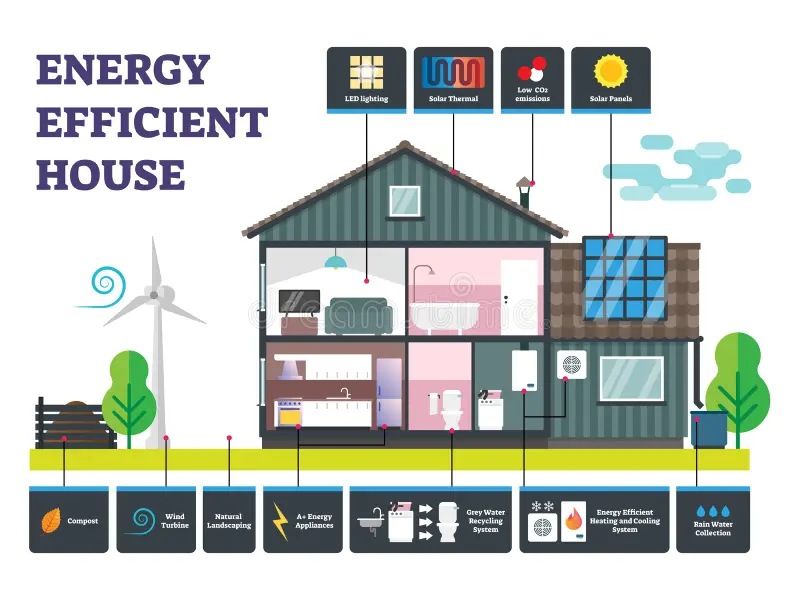 ENERGY
EFFICIENT
HOUSE
LED lighting
Solar Thermal
Low CO2
emissions
Solar Panels
dreamstime
Compost
Wind
Turbine
Natural
Landscaping
A+ Energy
Appliances
Grey Water
Recycling
System
Energy Efficient
Heating and Cooling
System
Rain Water
Collection